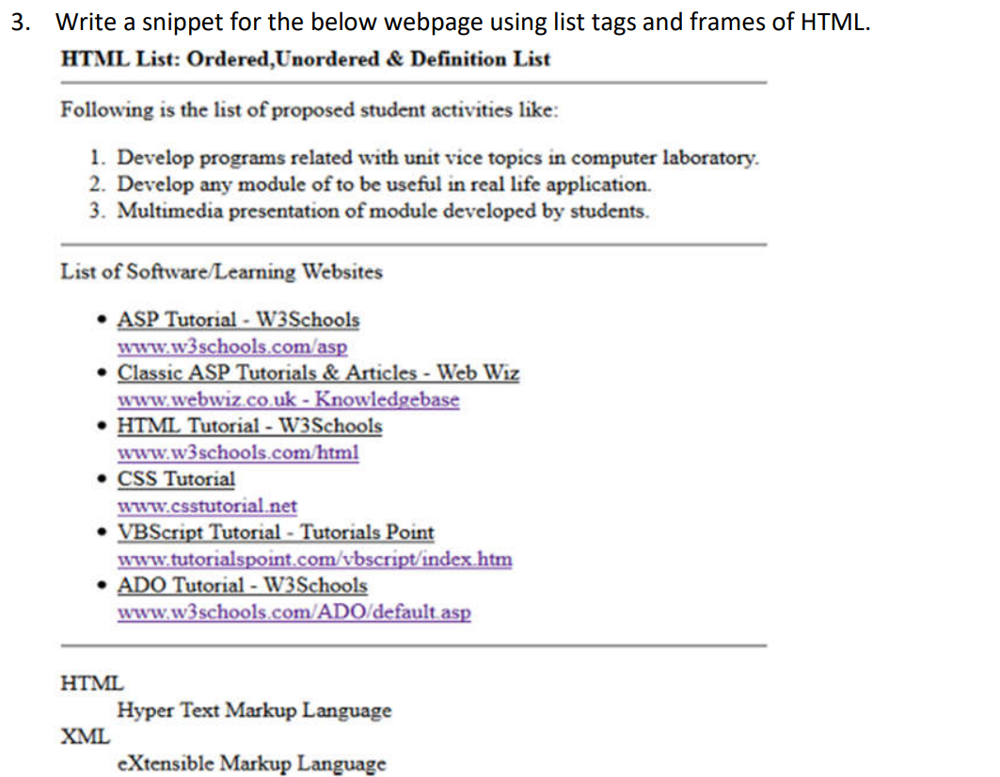 3. Write a snippet for the below webpage using list tags and frames of HTML.
HTML List: Ordered,Unordered & Definition List
Following is the list of proposed student activities like:
1. Develop programs related with unit vice topics in computer laboratory.
2. Develop any module of to be useful in real life application.
3. Multimedia presentation of module developed by students.
List of Software/Learning Websites
• ASP Tutorial - W3Schools
www.w3schools.com/asp
• Classic ASP Tutorials & Articles - Web Wiz
www.webwiz.co.uk - Knowledgebase
• HTML Tutorial - W3Schools
www.w3schools.com/html
• CSS Tutorial
www.csstutorial.net
• VBScript Tutorial - Tutorials Point
www.tutorialspoint.com/vbscript/index.htm
• ADO Tutorial - W3Schools
www.w3schools.com/ADO/default.asp
HTML
Hyper Text Markup Language
XML
eXtensible Markup Language